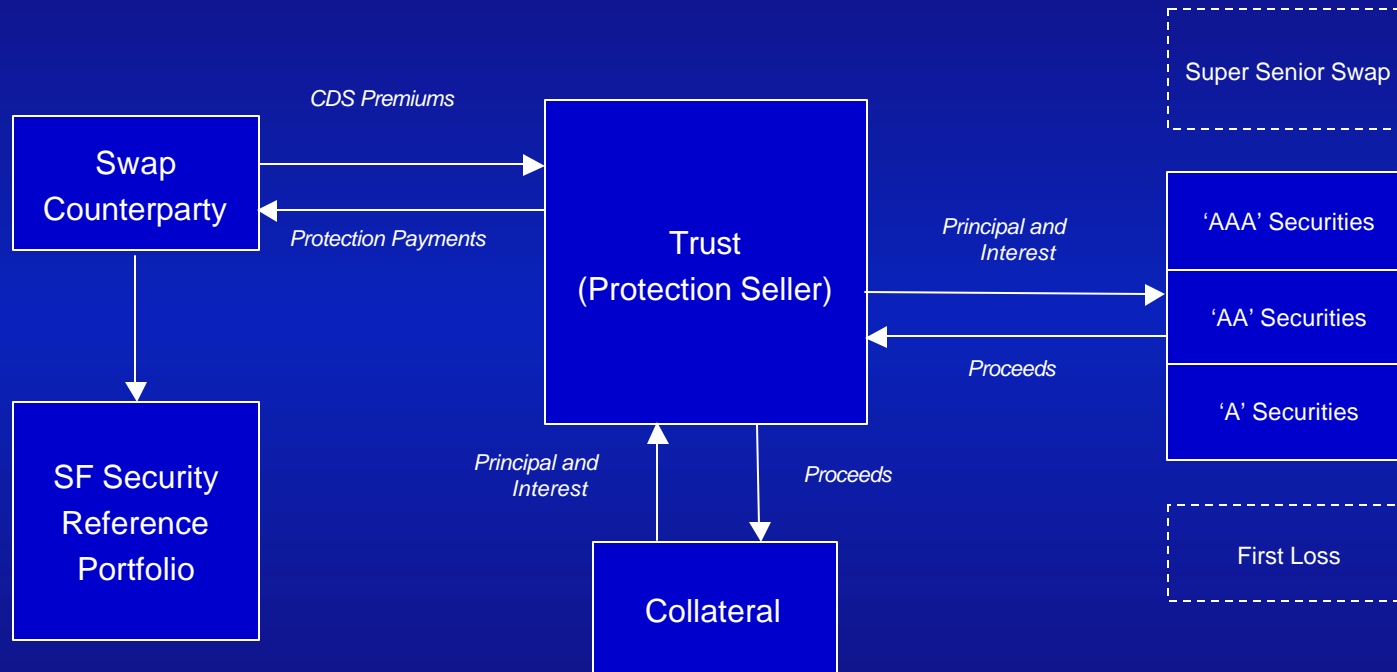 Super Senior Swap
CDS Premiums
Swap
Counterparty
Protection Payments
Trust
(Protection Seller)
Principal and
Interest
Proceeds
‘AAA’ Securities
‘AA’ Securities
‘A’ Securities
SF Security
Reference
Portfolio
Principal and
Interest
Proceeds
Collateral
First Loss